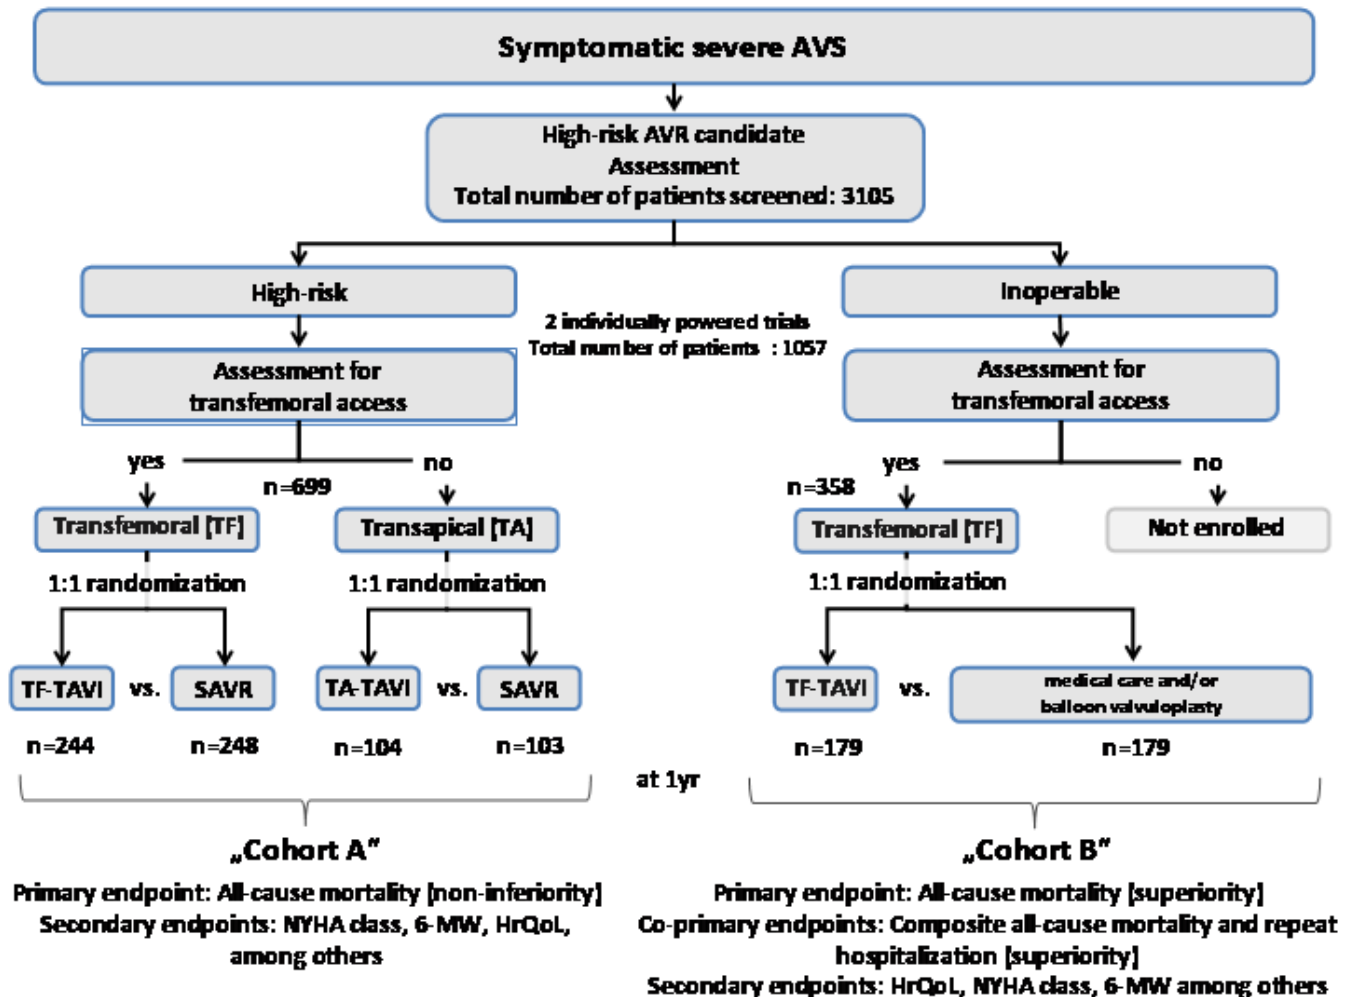 Symptomatic severe AVS
High-risk AVR candidate
Assessment
Total number of patients screened: 3105
High-risk
Inoperable
2 individually powered trials
Total number of patients : 1057
Assessment for
transfemoral access
Assessment for
transfemoral access
yes
no
n=699
yes
no
n=358
Transfemoral [TF]
Transapical [TA]
Transfemoral [TF]
Not enrolled
1:1 randomization
1:1 randomization
1:1 randomization
TF-TAVI
vs.
SAVR
TA-TAVI
vs.
SAVR
TF-TAVI
vs.
medical care and/or
balloon valvuloplasty
n=244
n=248
n=104
n=103
n=179
n=179
at 1yr
„Cohort A"
„Cohort B"
Primary endpoint: All-cause mortality [non-inferiority]
Secondary endpoints: NYHA class, 6-MW, HrQoL,
among others
Primary endpoint: All-cause mortality [superiority]
Co-primary endpoints: Composite all-cause mortality and repeat
hospitalization [superiority]
Secondary endpoints: HrQoL, NYHA class, 6-MW among others